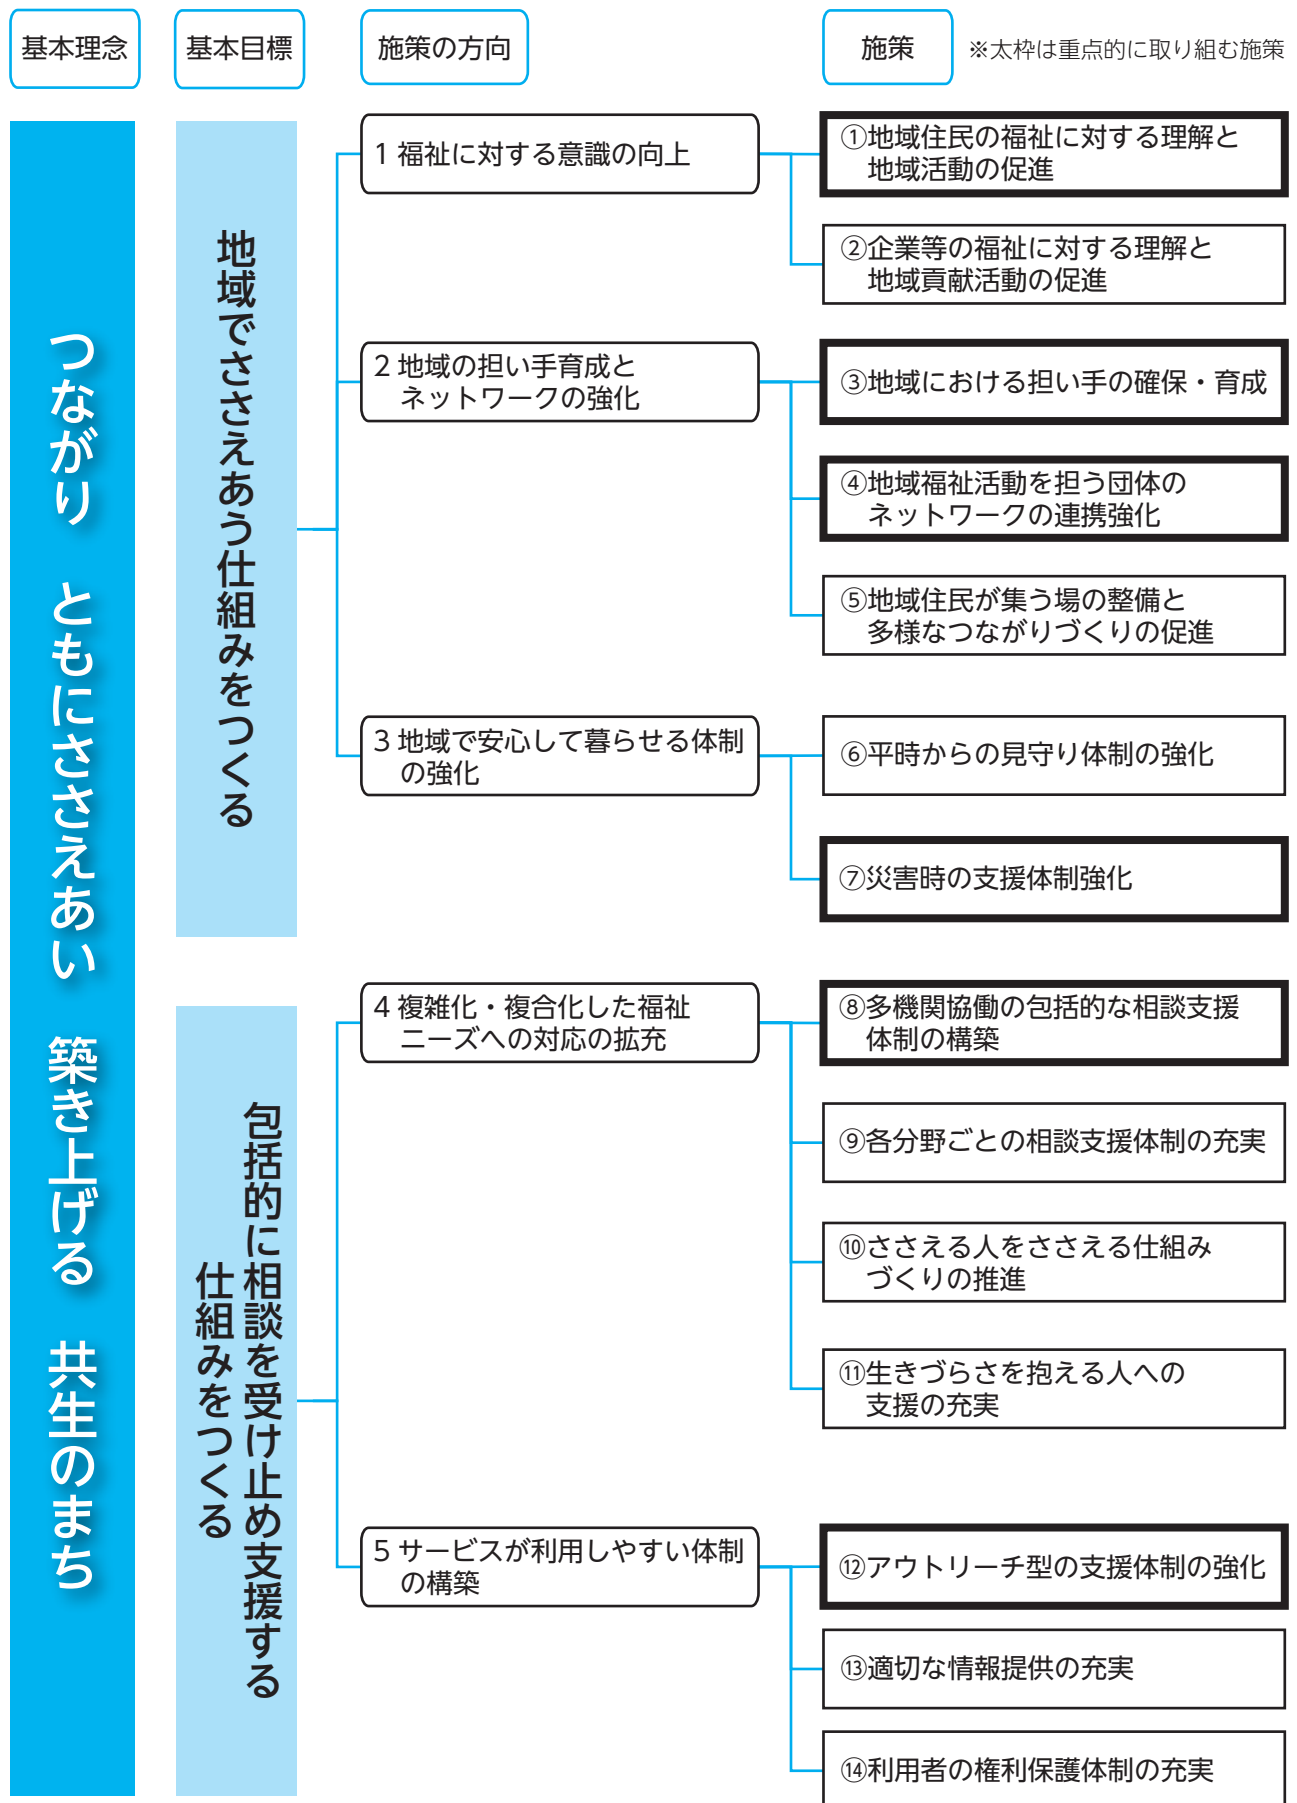 基本理念
基本目標
施策の方向
施策
※太枠は重点的に取り組む施策
つながり　ともにささえあい　築き上げる　共生のまち
地域でささえあう仕組みをつくる
1 福祉に対する意識の向上
①地域住民の福祉に対する理解と
地域活動の促進
②企業等の福祉に対する理解と
地域貢献活動の促進
2 地域の担い手育成と
ネットワークの強化
③地域における担い手の確保・育成
④地域福祉活動を担う団体の
ネットワークの連携強化
⑤地域住民が集う場の整備と
多様なつながりづくりの促進
3 地域で安心して暮らせる体制
の強化
⑥平時からの見守り体制の強化
⑦災害時の支援体制強化
包括的に相談を受け止め支援する
仕組みをつくる
4 複雑化・複合化した福祉
ニーズへの対応の拡充
⑧多機関協働の包括的な相談支援
体制の構築
⑨各分野ごとの相談支援体制の充実
⑩ささえる人をささえる仕組み
づくりの推進
⑪生きづらさを抱える人への
支援の充実
5 サービスが利用しやすい体制
の構築
⑫アウトリーチ型の支援体制の強化
⑬適切な情報提供の充実
⑭利用者の権利保護体制の充実